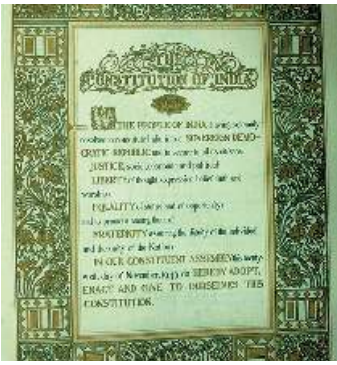 THE
CONSTITUTION OF INDIA
PREAMBLE
WE, THE PEOPLE OF INDIA, having solemnly
resolved to constitute India into a SOVEREIGN DEMO-
CRATIC REPUBLIC and to secure to all its citizens:
JUSTICE, social, economic and political;
LIBERTY of thought, expression, belief, faith and
worship;
EQUALITY of status and of opportunity;
and to promote among them all
FRATERNITY assuring the dignity of the individual
and the unity of the Nation;
IN OUR CONSTITUENT ASSEMBLY this twenty-
sixth day of November, 1949, do HEREBY ADOPT,
ENACT AND GIVE TO OURSELVES THIS
CONSTITUTION.